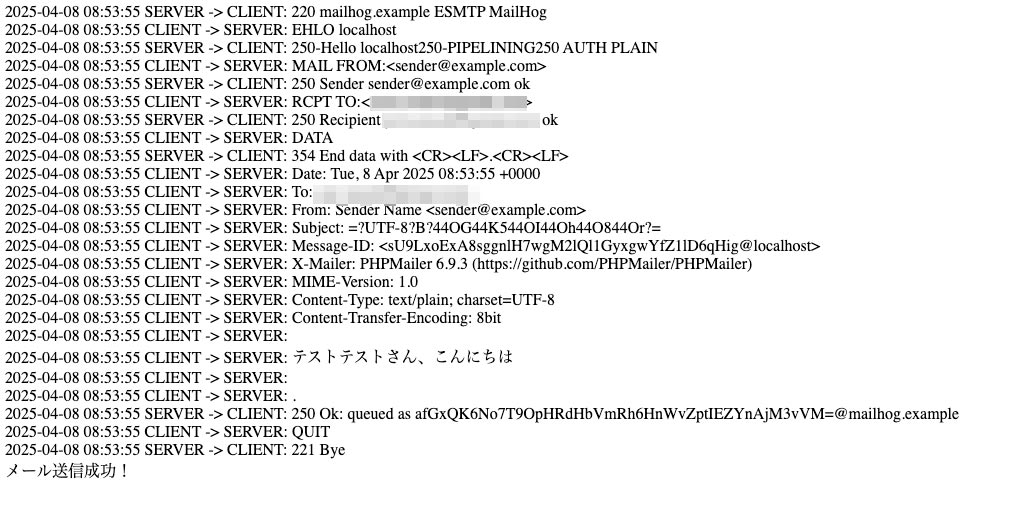 2025-04-08 08:53:55 SERVER -> CLIENT: 220 mailhog.example ESMTP MailHog
2025-04-08 08:53:55 CLIENT -> SERVER: EHLO localhost
2025-04-08 08:53:55 SERVER -> CLIENT: 250-Hello localhost250-PIPELINING250 AUTH PLAIN
2025-04-08 08:53:55 CLIENT -> SERVER: MAIL FROM:<sender@example.com>
2025-04-08 08:53:55 SERVER -> CLIENT: 250 Sender sender@example.com ok
2025-04-08 08:53:55 CLIENT -> SERVER: RCPT TO:< >
2025-04-08 08:53:55 SERVER -> CLIENT: 250 Recipient ok
2025-04-08 08:53:55 CLIENT -> SERVER: DATA
2025-04-08 08:53:55 SERVER -> CLIENT: 354 End data with <CR><LF>.<CR><LF>
2025-04-08 08:53:55 CLIENT -> SERVER: Date: Tue, 8 Apr 2025 08:53:55 +0000
2025-04-08 08:53:55 CLIENT -> SERVER: To:
2025-04-08 08:53:55 CLIENT -> SERVER: From: Sender Name <sender@example.com>
2025-04-08 08:53:55 CLIENT -> SERVER: Subject: =?UTF-8?B?44OG44K544OI44Oh44O844Or?=
2025-04-08 08:53:55 CLIENT -> SERVER: Message-ID: <sU9LxoExA8sggnlH7wgM2lQl1GyxgwYfZ1lD6qHig@localhost>
2025-04-08 08:53:55 CLIENT -> SERVER: X-Mailer: PHPMailer 6.9.3 (https://github.com/PHPMailer/PHPMailer)
2025-04-08 08:53:55 CLIENT -> SERVER: MIME-Version: 1.0
2025-04-08 08:53:55 CLIENT -> SERVER: Content-Type: text/plain; charset=UTF-8
2025-04-08 08:53:55 CLIENT -> SERVER: Content-Transfer-Encoding: 8bit
2025-04-08 08:53:55 CLIENT -> SERVER:
2025-04-08 08:53:55 CLIENT -> SERVER: テストテストさん、こんにちは
2025-04-08 08:53:55 CLIENT -> SERVER:
2025-04-08 08:53:55 CLIENT -> SERVER: .
2025-04-08 08:53:55 SERVER -> CLIENT: 250 Ok: queued as afGxQK6No7T9OpHRdHbVmRh6HnWvZptIEZYnAjM3vVM=@mailhog.example
2025-04-08 08:53:55 CLIENT -> SERVER: QUIT
2025-04-08 08:53:55 SERVER -> CLIENT: 221 Bye
メール送信成功！